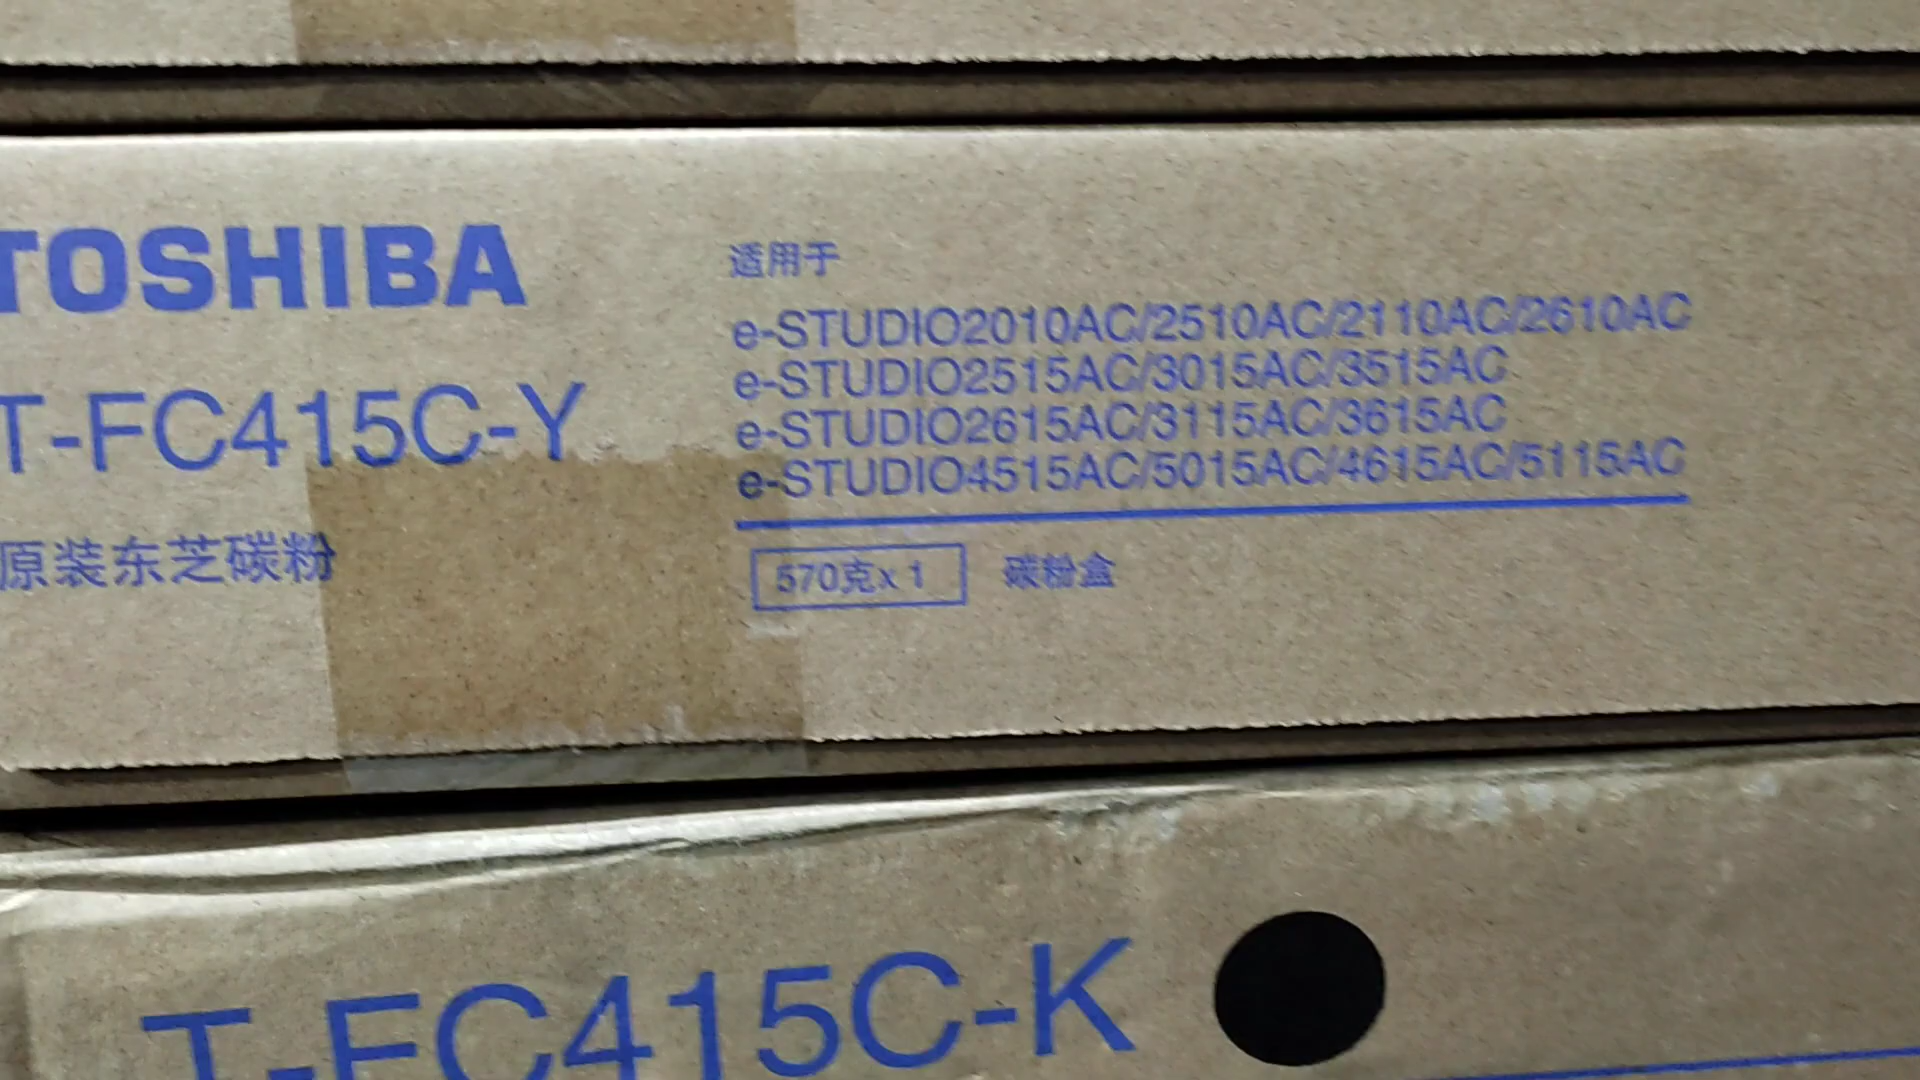 TOSHIBA
T-FC415C-Y
原装东芝碳粉
适用于
e-STUDIO2010AC/2510AC/2110AC/2610AC
e-STUDIO2515AC/3015AC/3515AC
e-STUDIO2615AC/3115AC/3615AC
e-STUDIO4515AC/5015AC/4615AC/5115AC
570克x1 碳粉盒
T-FC415C-K